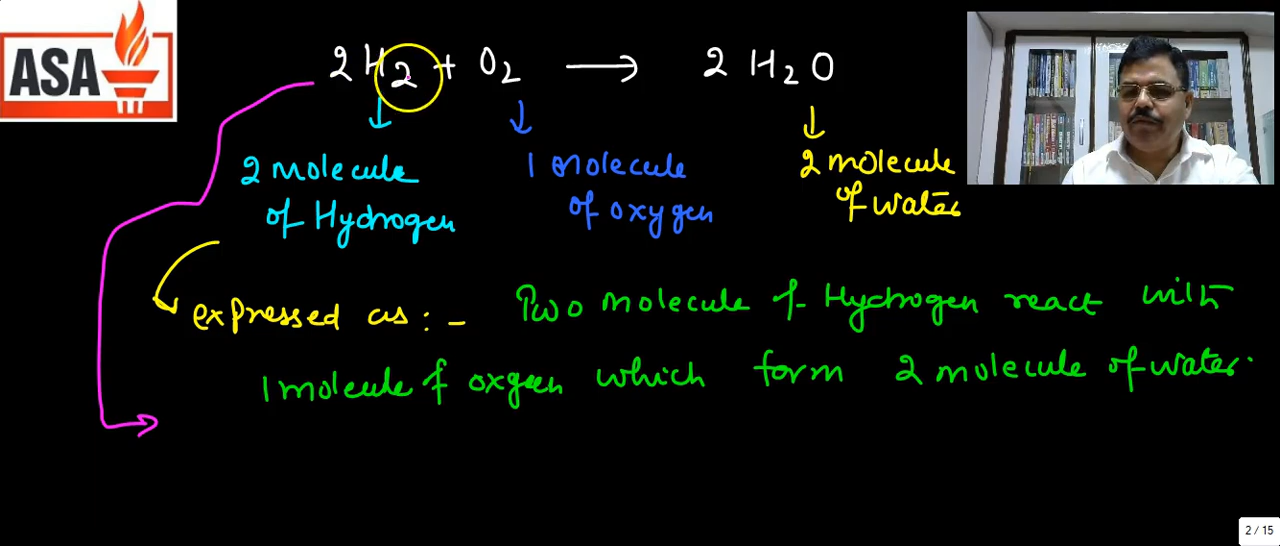 ASA
2H2 + O2 → 2H2O
2 molecule of Hydrogen
1 molecule of oxygen
2 molecule of water
expressed as :- Two molecule of Hydrogen react with
1 molecule of oxgeen which form 2 molecule of water.
2 / 15